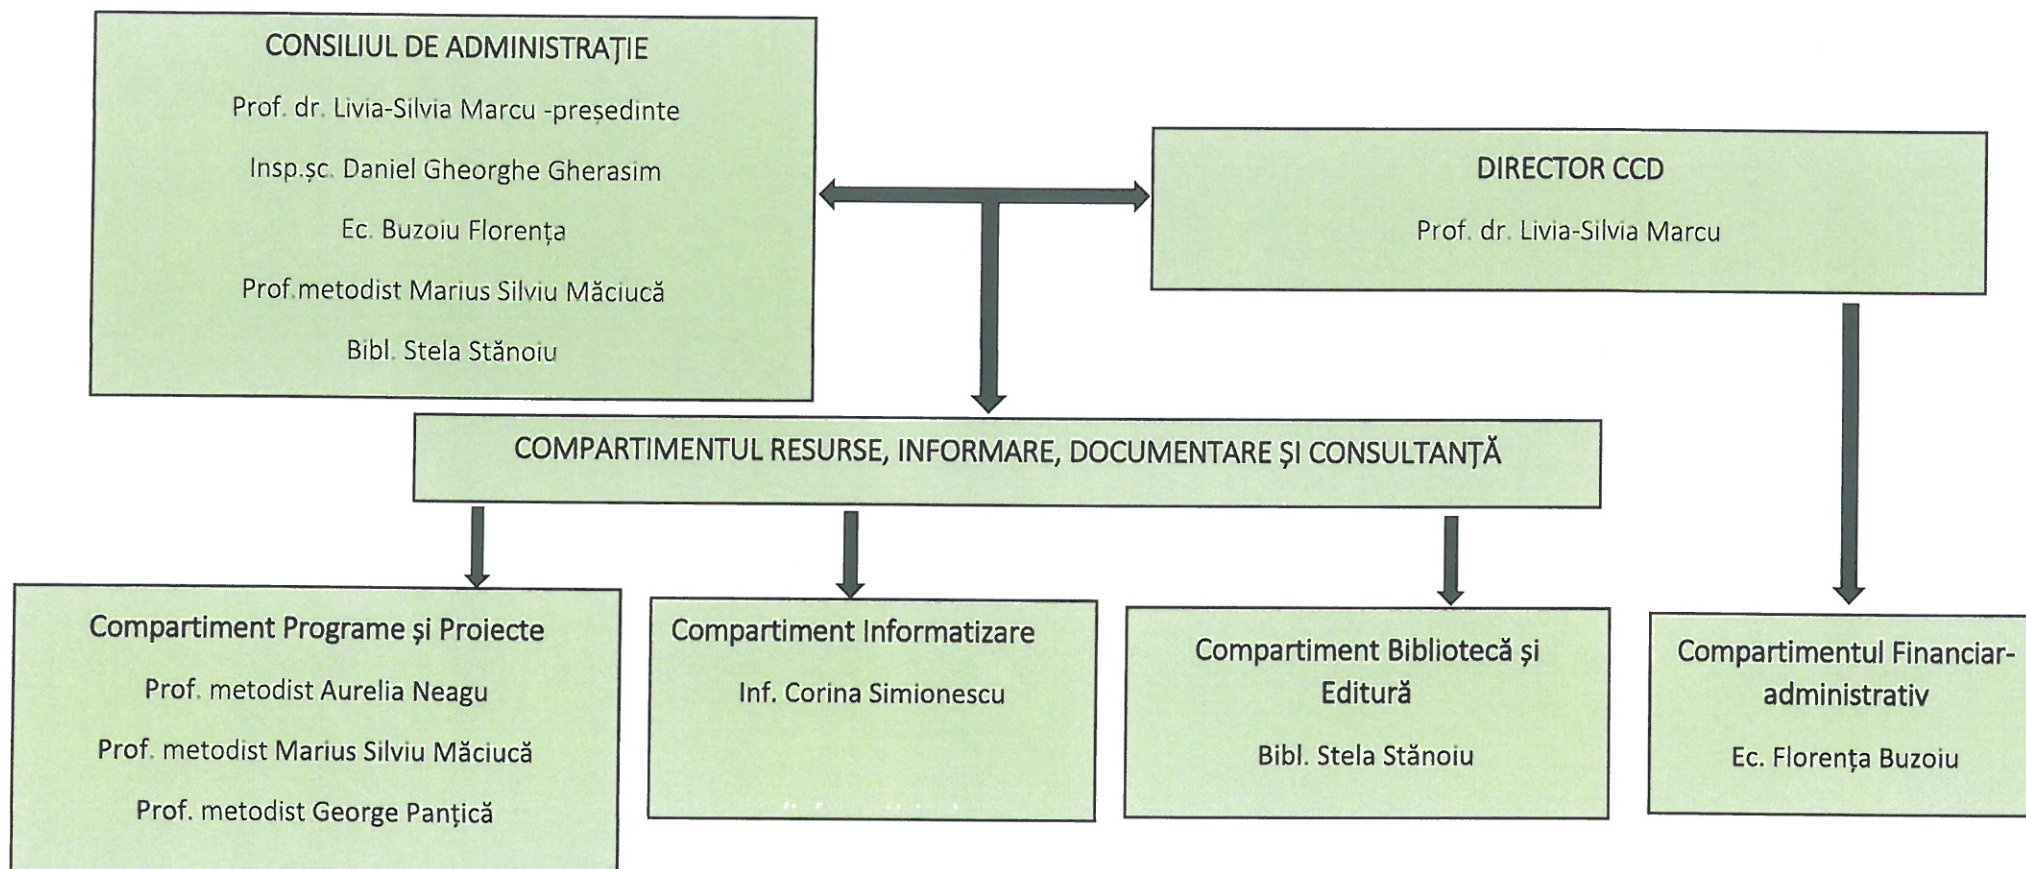 CONSILIUL DE ADMINISTRAȚIE
Prof. dr. Livia-Silvia Marcu -președinte
Insp.șc. Daniel Gheorghe Gherasim
Ec. Buzoiu Florența
Prof.metodist Marius Silviu Măciucă
Bibl. Stela Stănoiu
DIRECTOR CCD
Prof. dr. Livia-Silvia Marcu
COMPARTIMENTUL RESURSE, INFORMARE, DOCUMENTARE ȘI CONSULTANȚĂ
Compartiment Programe și Proiecte
Prof. metodist Aurelia Neagu
Prof. metodist Marius Silviu Măciucă
Prof. metodist George Panțică
Compartiment Informatizare
Inf. Corina Simionescu
Compartiment Bibliotecă și
Editură
Bibl. Stela Stănoiu
Compartimentul Financiar-
administrativ
Ec. Florența Buzoiu